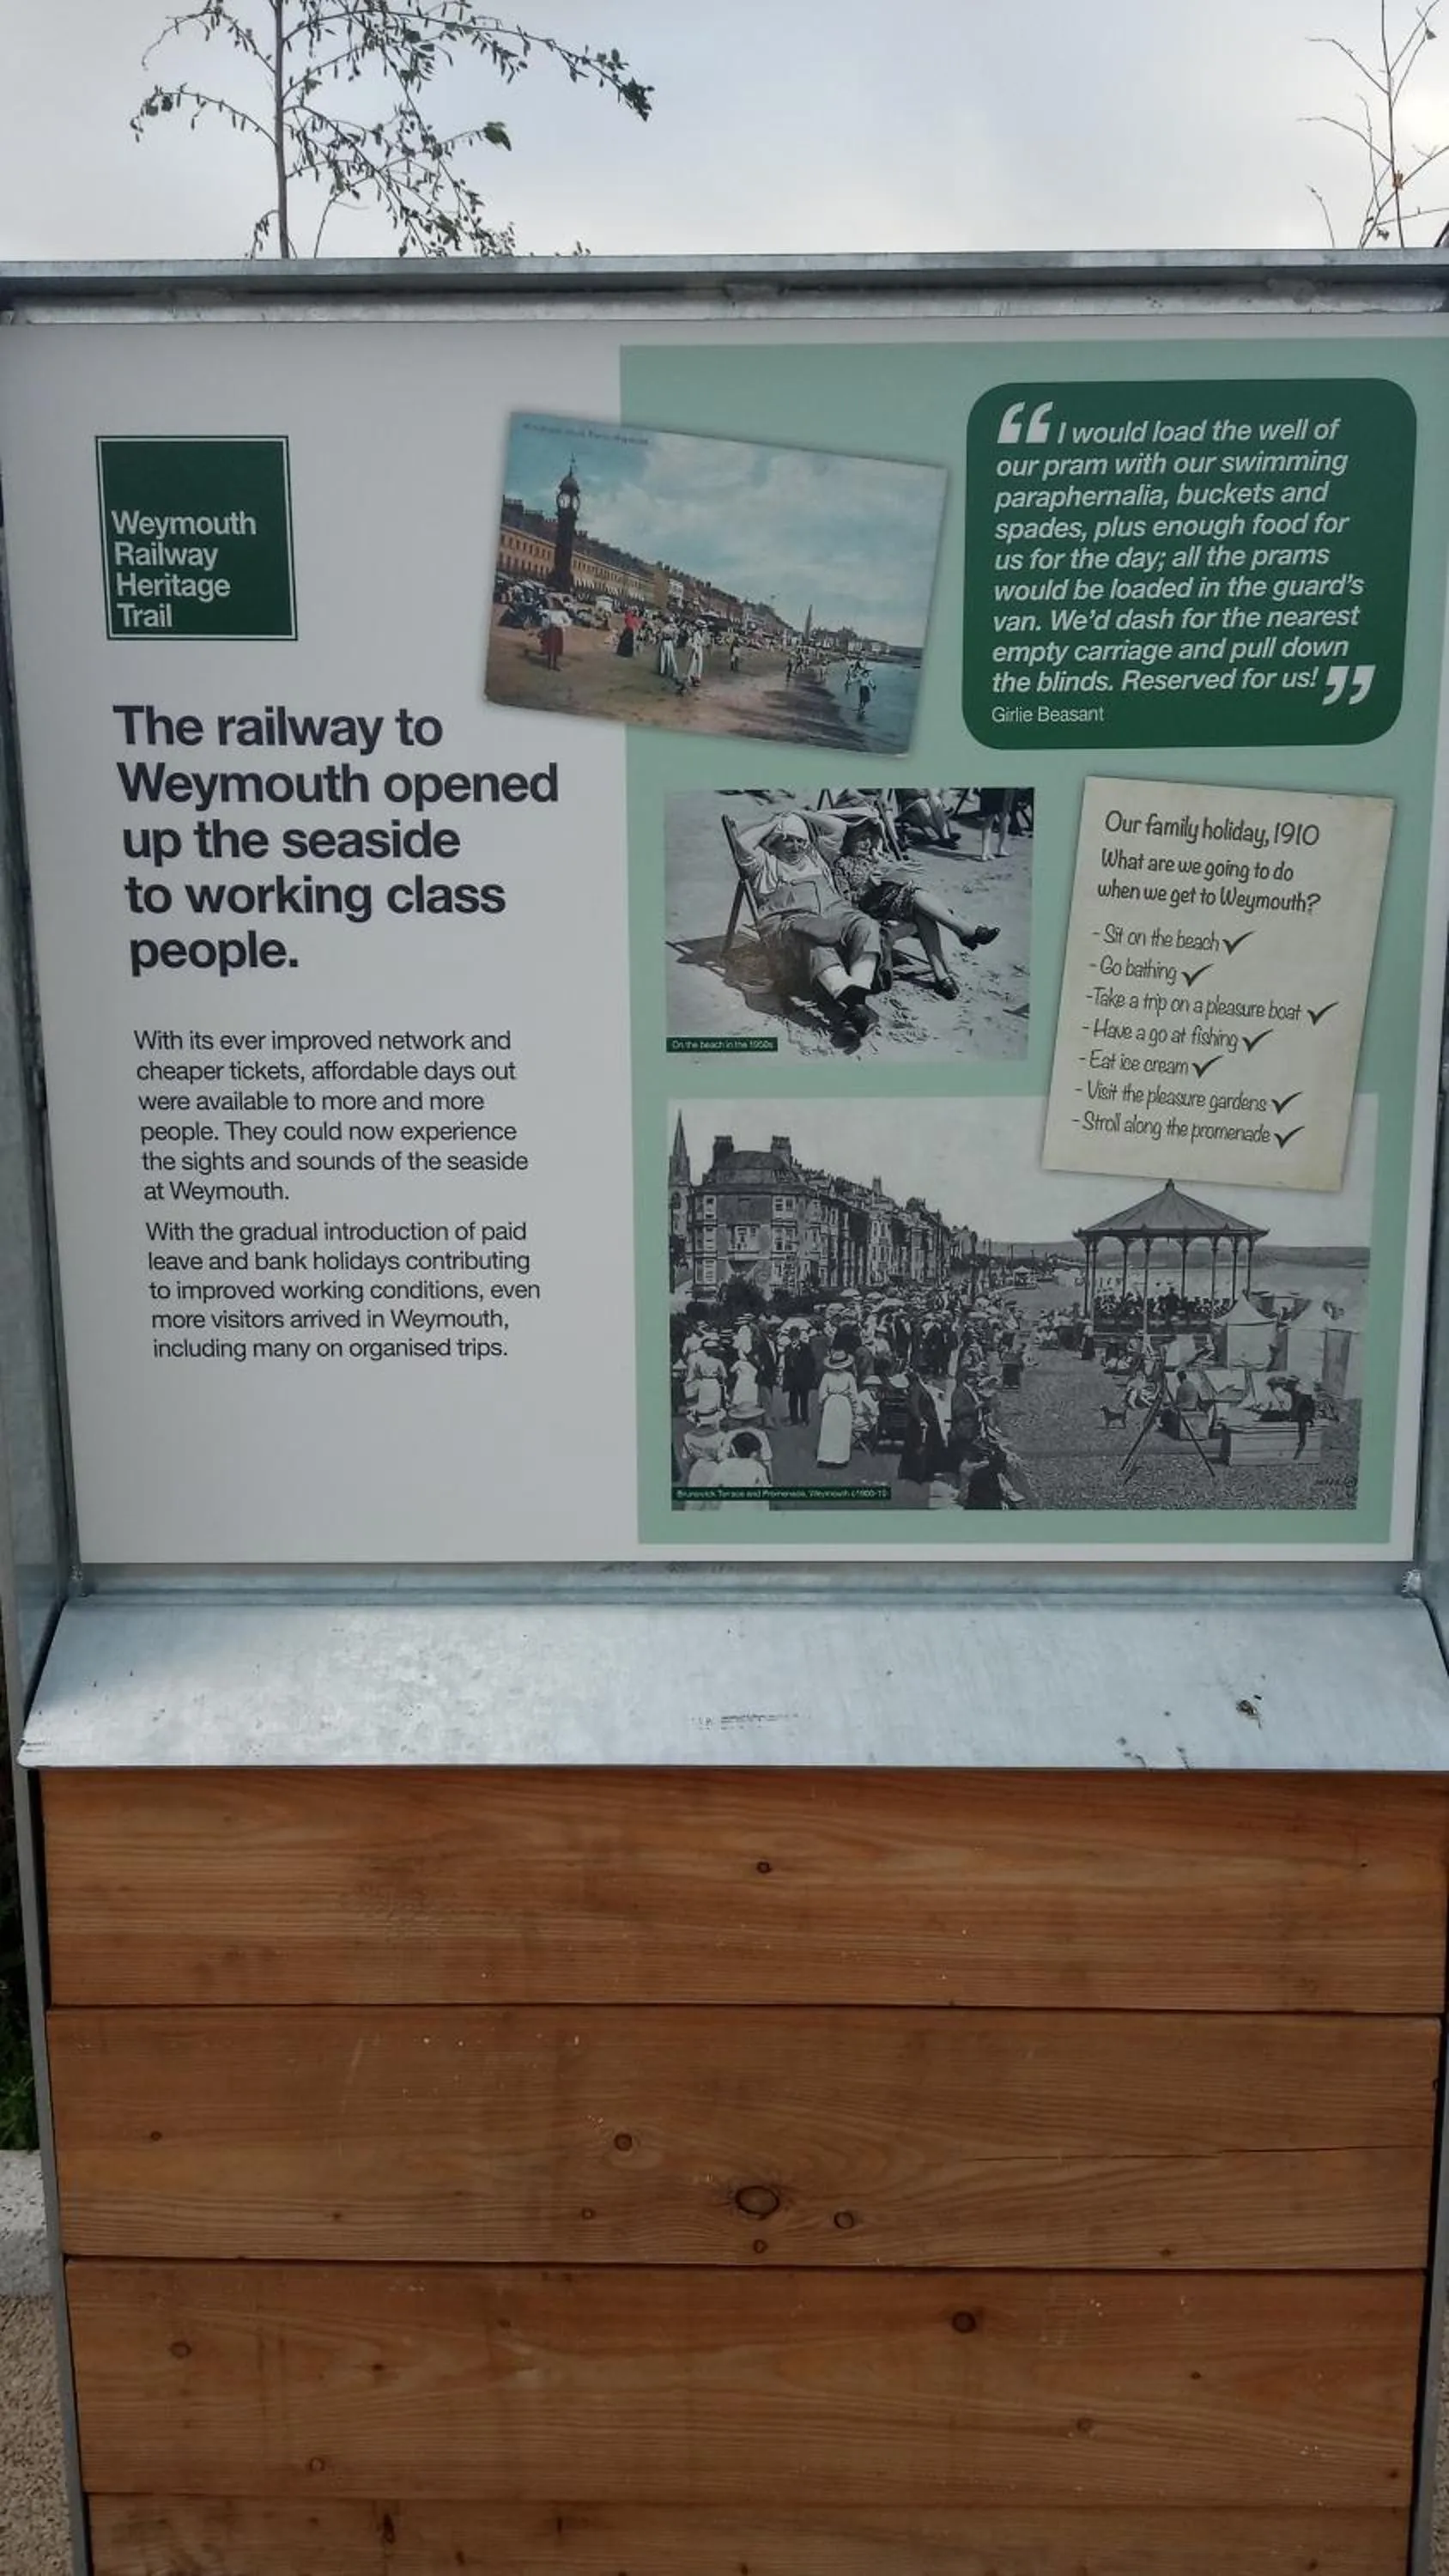 Weymouth
Railway
Heritage
Trail
The railway to
Weymouth opened
up the seaside
to working class
people.
With its ever improved network and
cheaper tickets, affordable days out
were available to more and more
people. They could now experience
the sights and sounds of the seaside
at Weymouth.
With the gradual introduction of paid
leave and bank holidays contributing
to improved working conditions, even
more visitors arrived in Weymouth,
including many on organised trips.
“I would load the well of
our pram with our swimming
paraphernalia, buckets and
spades, plus enough food for
us for the day; all the prams
would be loaded in the guard's
van. We'd dash for the nearest
empty carriage and pull down
the blinds. Reserved for us!”
Girlie Beasant
On the beach in the 1950s
Our family holiday, 1910
What are we going to do
when we get to Weymouth?
- Sit on the beach ✓
- Go bathing ✓
- Take a trip on a pleasure boat ✓
- Have a go at fishing ✓
- Eat ice cream ✓
- Visit the pleasure gardens ✓
- Stroll along the promenade ✓
Brunswick Terrace and Promenade, Weymouth c1900-10